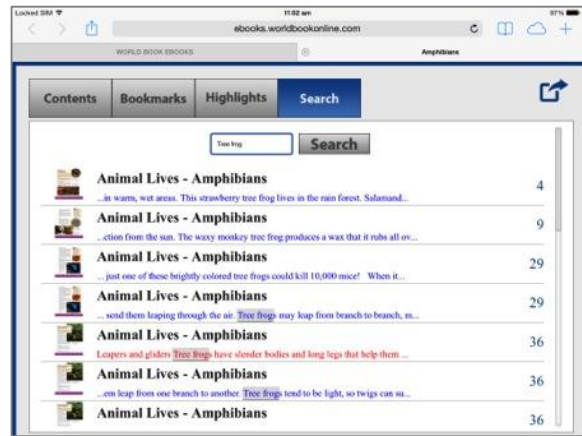 Locked SIM 11:02 am 97%
ebooks.worldbookonline.com
WORLD BOOK EBOOKS Amphibians
Contents Bookmarks Highlights Search
Tree frog Search
Animal Lives - Amphibians
...in warm, wet areas. This strawberry tree frog lives in the rain forest. Salamand... 4
Animal Lives - Amphibians
...ction from the sun. The waxy monkey tree frog produces a wax that it rubs all ov... 9
Animal Lives - Amphibians
... just one of these brightly colored tree frogs could kill 10,000 mice! When it... 29
Animal Lives - Amphibians
... send them leaping through the air. Tree frogs may leap from branch to branch, m... 29
Animal Lives - Amphibians
Leapers and gliders Tree frogs have slender bodies and long legs that help them ... 36
Animal Lives - Amphibians
...em leap from one branch to another. Tree frogs tend to be light, so twigs can su... 36
Animal Lives - Amphibians
36